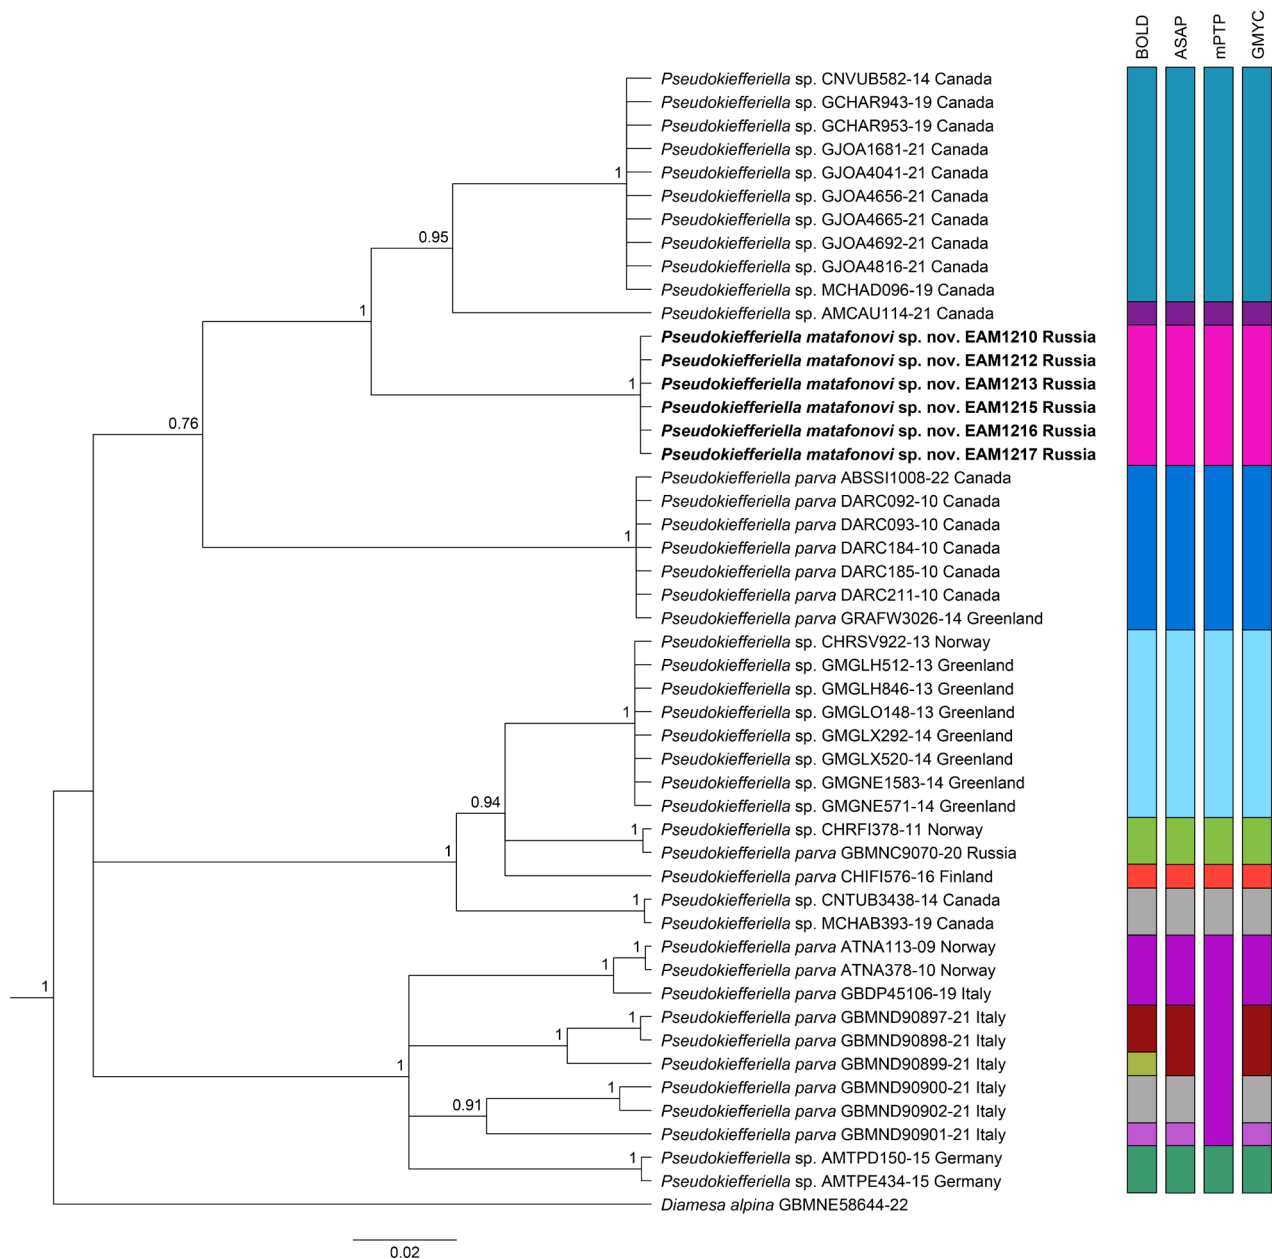 BOLD
ASAP
mPTP
GMYC
Pseudokiefferiella sp. CNVUB582-14 Canada
Pseudokiefferiella sp. GCHAR943-19 Canada
Pseudokiefferiella sp. GCHAR953-19 Canada
Pseudokiefferiella sp. GJOA1681-21 Canada
1
Pseudokiefferiella sp. GJOA4041-21 Canada
Pseudokiefferiella sp. GJOA4656-21 Canada
Pseudokiefferiella sp. GJOA4665-21 Canada
0.95
Pseudokiefferiella sp. GJOA4692-21 Canada
Pseudokiefferiella sp. GJOA4816-21 Canada
Pseudokiefferiella sp. MCHAD096-19 Canada
1
Pseudokiefferiella sp. AMCAU114-21 Canada
Pseudokiefferiella matafonovi sp. nov. EAM1210 Russia
Pseudokiefferiella matafonovi sp. nov. EAM1212 Russia
1
Pseudokiefferiella matafonovi sp. nov. EAM1213 Russia
Pseudokiefferiella matafonovi sp. nov. EAM1215 Russia
0.76
Pseudokiefferiella matafonovi sp. nov. EAM1216 Russia
Pseudokiefferiella matafonovi sp. nov. EAM1217 Russia
Pseudokiefferiella parva ABSSI1008-22 Canada
Pseudokiefferiella parva DARC092-10 Canada
Pseudokiefferiella parva DARC093-10 Canada
1
Pseudokiefferiella parva DARC184-10 Canada
Pseudokiefferiella parva DARC185-10 Canada
Pseudokiefferiella parva DARC211-10 Canada
Pseudokiefferiella parva GRAFW3026-14 Greenland
Pseudokiefferiella sp. CHRSV922-13 Norway
Pseudokiefferiella sp. GMGLH512-13 Greenland
Pseudokiefferiella sp. GMGLH846-13 Greenland
1
Pseudokiefferiella sp. GMGLO148-13 Greenland
Pseudokiefferiella sp. GMGLX292-14 Greenland
Pseudokiefferiella sp. GMGLX520-14 Greenland
Pseudokiefferiella sp. GMGNE1583-14 Greenland
0.94
Pseudokiefferiella sp. GMGNE571-14 Greenland
1
Pseudokiefferiella sp. CHRFI378-11 Norway
1
Pseudokiefferiella parva GBMNC9070-20 Russia
Pseudokiefferiella parva CHIFI576-16 Finland
1
Pseudokiefferiella sp. CNTUB3438-14 Canada
Pseudokiefferiella sp. MCHAB393-19 Canada
1
Pseudokiefferiella parva ATNA113-09 Norway
1
Pseudokiefferiella parva ATNA378-10 Norway
1
Pseudokiefferiella parva GBDP45106-19 Italy
1
Pseudokiefferiella parva GBMND90897-21 Italy
1
Pseudokiefferiella parva GBMND90898-21 Italy
1
Pseudokiefferiella parva GBMND90899-21 Italy
1
Pseudokiefferiella parva GBMND90900-21 Italy
0.91
Pseudokiefferiella parva GBMND90902-21 Italy
Pseudokiefferiella parva GBMND90901-21 Italy
1
Pseudokiefferiella sp. AMTPD150-15 Germany
Pseudokiefferiella sp. AMTPE434-15 Germany
Diamesa alpina GBMNE58644-22
0.02